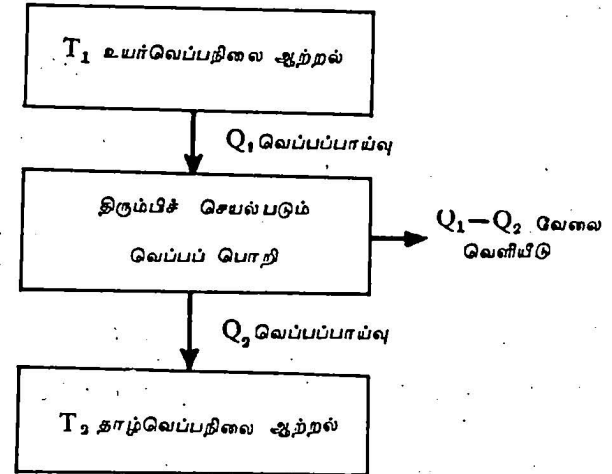 T₁ உயர்வெப்பநிலை ஆற்றல்
Q₁ வெப்பப்பாய்வு
திரும்பிச் செயல்படும்
வெப்பப் பொறி
Q₁—Q₂ வேலை
வெளியீடு
Q₂ வெப்பப்பாய்வு
T₂ தாழ்வெப்பநிலை ஆற்றல்